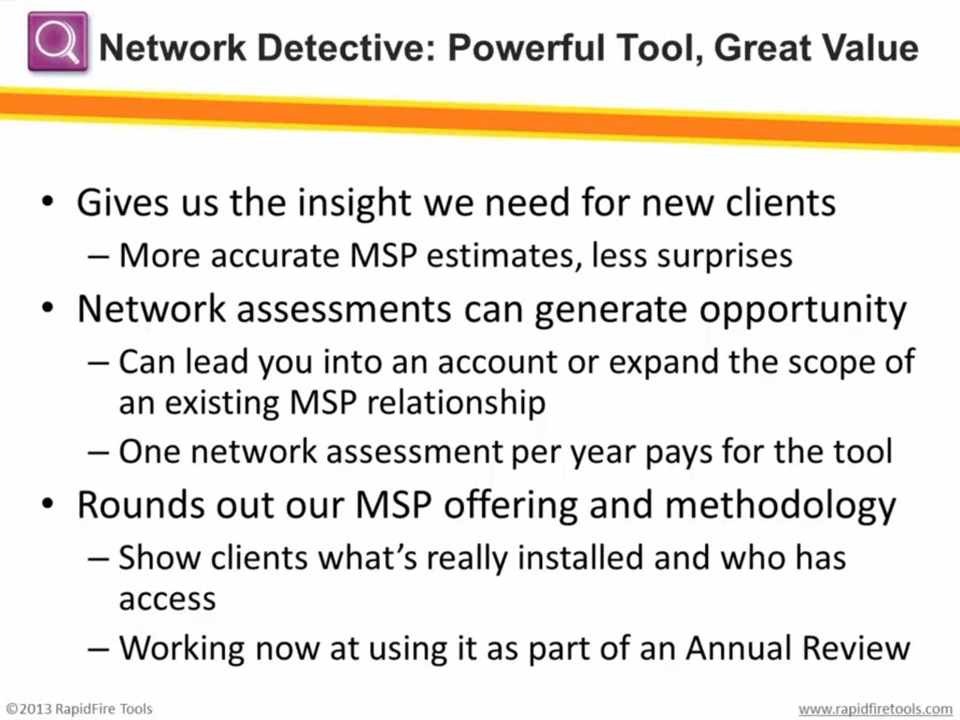 Network Detective: Powerful Tool, Great Value
• Gives us the insight we need for new clients
– More accurate MSP estimates, less surprises
• Network assessments can generate opportunity
– Can lead you into an account or expand the scope of
an existing MSP relationship
– One network assessment per year pays for the tool
• Rounds out our MSP offering and methodology
– Show clients what’s really installed and who has
access
– Working now at using it as part of an Annual Review
©2013 RapidFire Tools
www.rapidfiretools.com